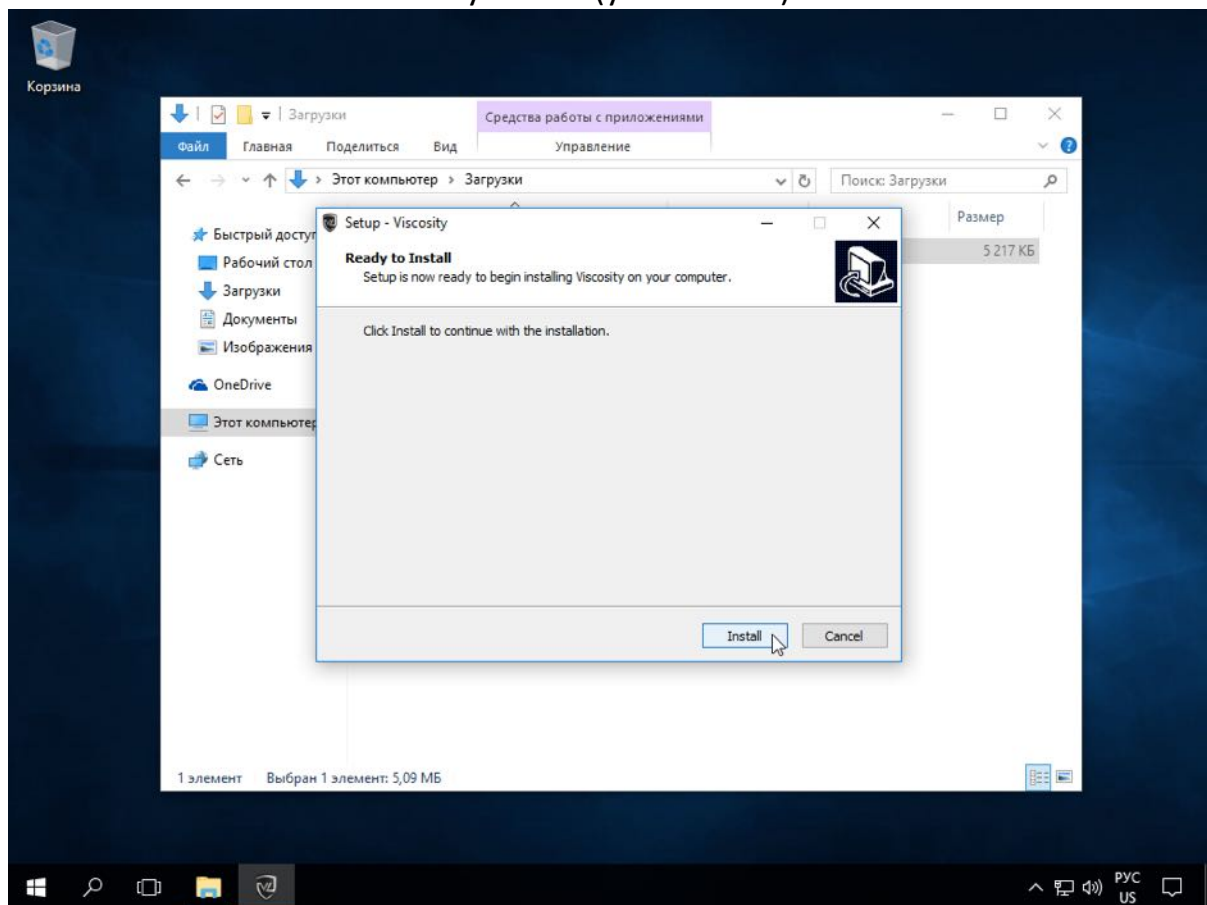 Корзина
Загрузки
Средства работы с приложениями
Файл
Главная
Поделиться
Вид
Управление
Этот компьютер
Загрузки
Поиск: Загрузки
Размер
5 217 КБ
Быстрый доступ
Рабочий стол
Загрузки
Документы
Изображения
OneDrive
Этот компьютер
Сеть
Setup - Viscosity
Ready to Install
Setup is now ready to begin installing Viscosity on your computer.
Click Install to continue with the installation.
Install
Cancel
1 элемент
Выбран 1 элемент: 5,09 МБ
РУС
US